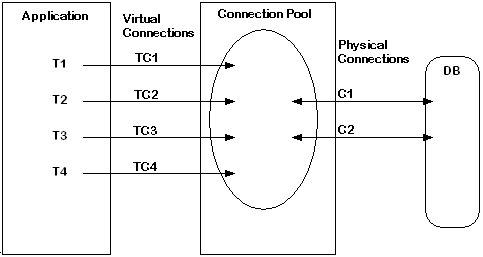 Application
Virtual
Connections
Connection Pool
Physical
Connections
DB
T1
TC1
T2
TC2
C1
T3
TC3
C2
T4
TC4